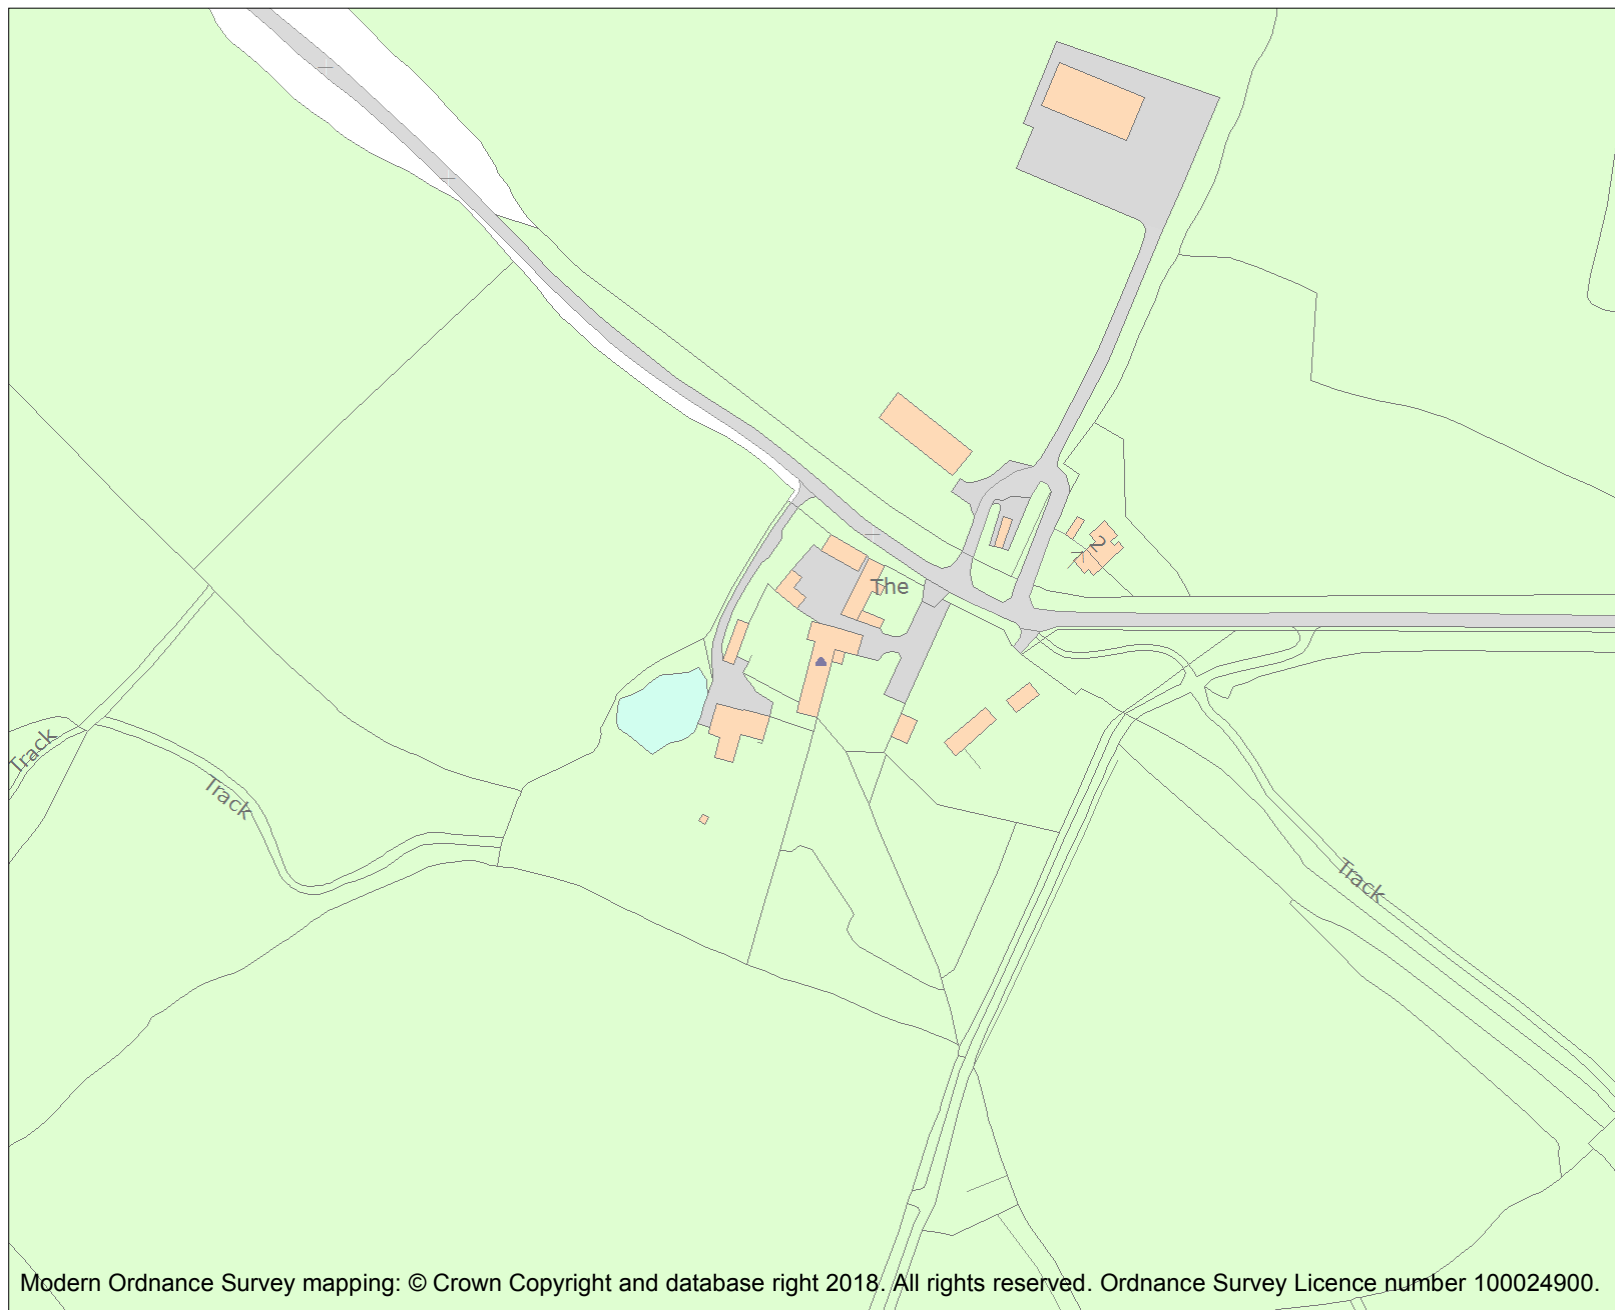 2
1
The
Track
Track
Track
Modern Ordnance Survey mapping: © Crown Copyright and database right 2018. All rights reserved. Ordnance Survey Licence number 100024900.